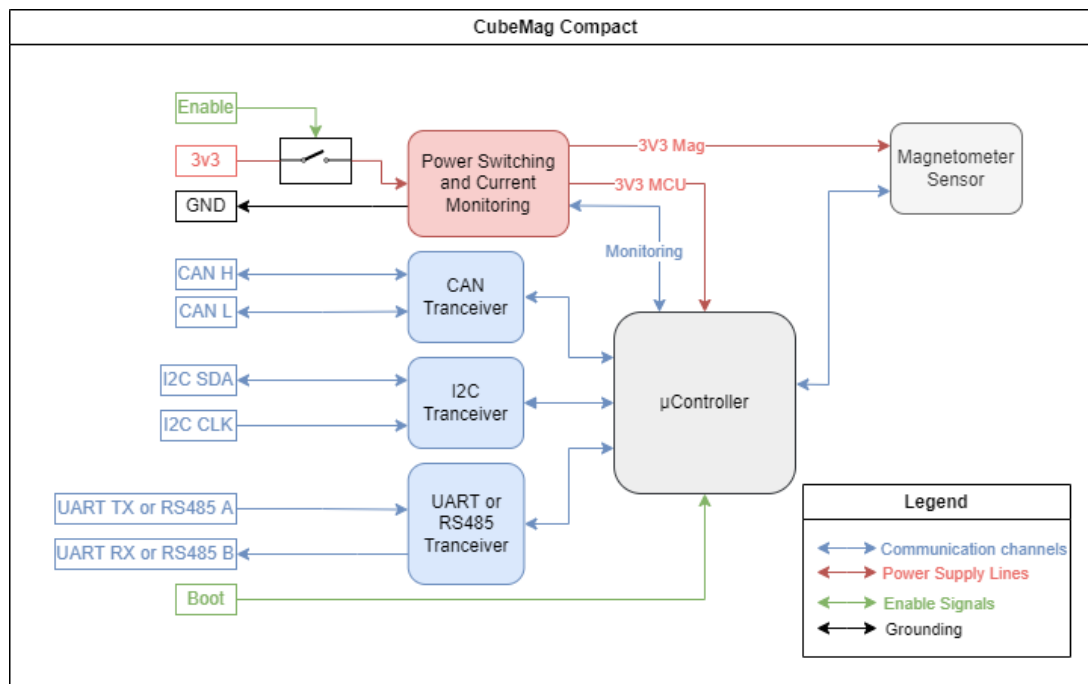 CubeMag Compact
Enable
3v3
GND
Power Switching
and Current
Monitoring
3V3 Mag
3V3 MCU
Monitoring
Magnetometer
Sensor
CAN H
CAN L
CAN
Tranceiver
I2C SDA
I2C CLK
I2C
Tranceiver
µController
UART TX or RS485 A
UART RX or RS485 B
UART or
RS485
Tranceiver
Boot
Legend
Communication channels
Power Supply Lines
Enable Signals
Grounding